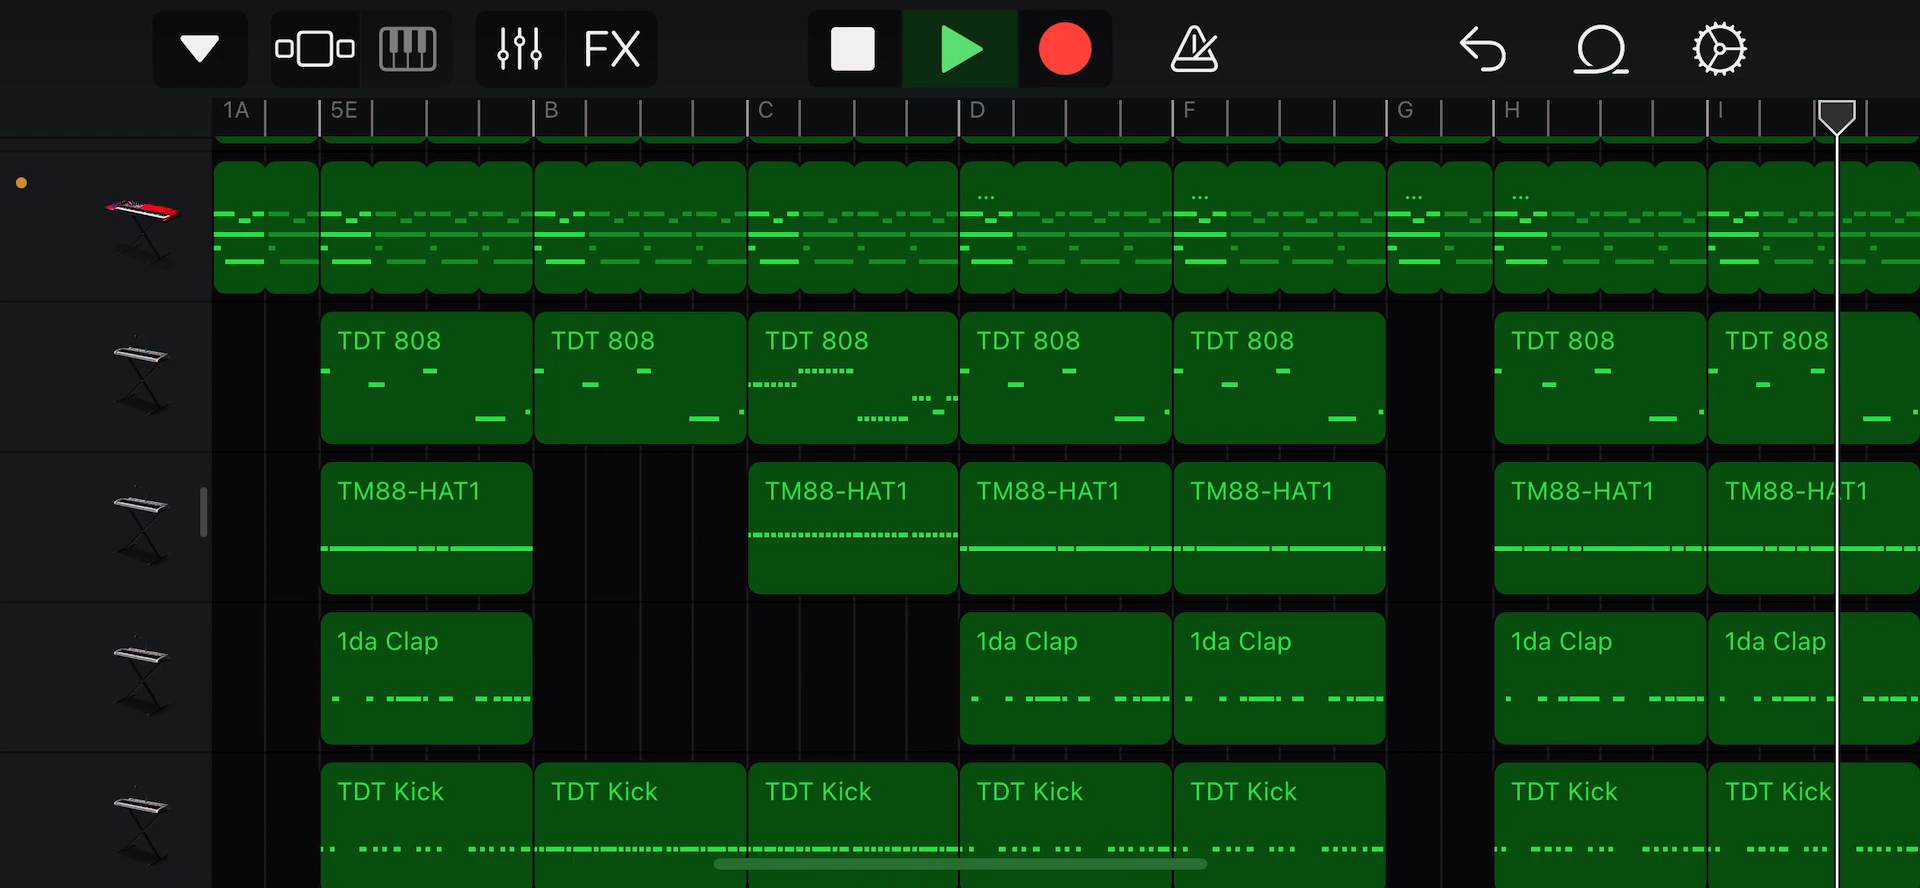 FX
1A 5E B C D F G H I
... ... ... ...
TDT 808 TDT 808 TDT 808 TDT 808 TDT 808 TDT 808 TDT 808
TM88-HAT1 TM88-HAT1 TM88-HAT1 TM88-HAT1 TM88-HAT1 TM88-HAT1
1da Clap 1da Clap 1da Clap 1da Clap 1da Clap
TDT Kick TDT Kick TDT Kick TDT Kick TDT Kick TDT Kick TDT Kick